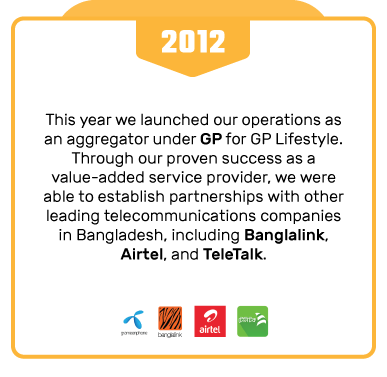 2012
This year we launched our operations as
an aggregator under GP for GP Lifestyle.
Through our proven success as a
value-added service provider, we were
able to establish partnerships with other
leading telecommunications companies
in Bangladesh, including Banglalink,
Airtel, and TeleTalk.
grameenphone
banglalink
airtel